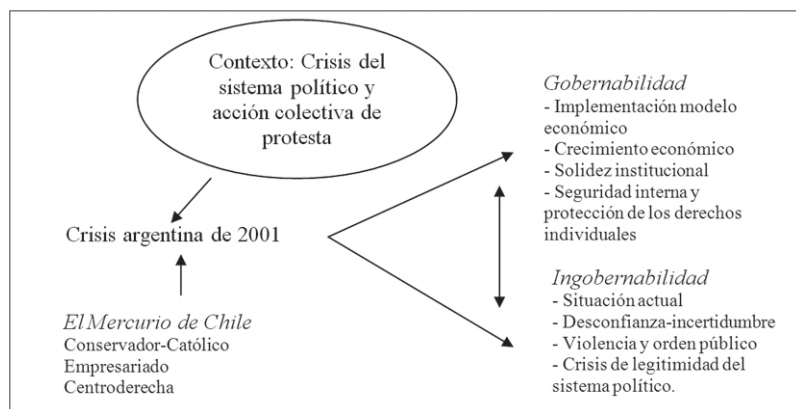 Contexto: Crisis del
sistema político y
acción colectiva de
protesta
Crisis argentina de 2001
El Mercurio de Chile
Conservador-Católico
Empresariado
Centroderecha
Gobernabilidad
- Implementación modelo
económico
- Crecimiento económico
- Solidez institucional
- Seguridad interna y
protección de los derechos
individuales
Ingobernabilidad
- Situación actual
- Desconfianza-incertidumbre
- Violencia y orden público
- Crisis de legitimidad del
sistema político.